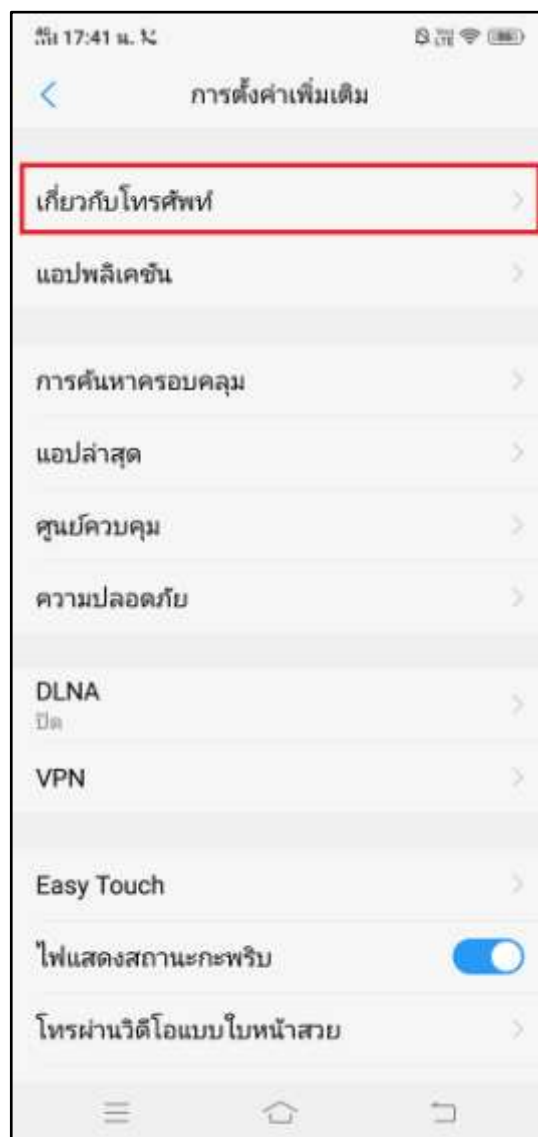 17:41 น.
การตั้งค่าเพิ่มเติม
เกี่ยวกับโทรศัพท์
แอปพลิเคชัน
การค้นหาครอบคลุม
แอปล่าสุด
ศูนย์ควบคุม
ความปลอดภัย
DLNA
ปิด
VPN
Easy Touch
ไฟแสดงสถานะกะพริบ
โทรผ่านวิดีโอแบบใบหน้าสวย